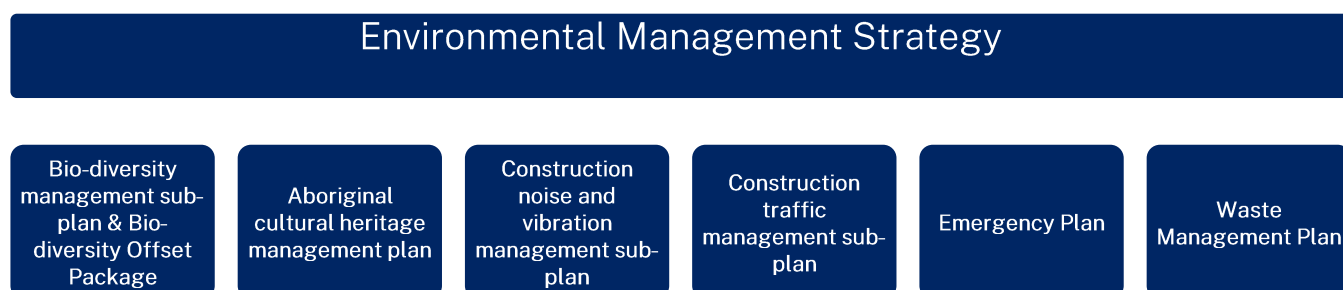 Environmental Management Strategy
Bio-diversity
management sub-
plan & Bio-
diversity Offset
Package
Aboriginal
cultural heritage
management plan
Construction
noise and
vibration
management sub-
plan
Construction
traffic
management sub-
plan
Emergency Plan
Waste
Management Plan